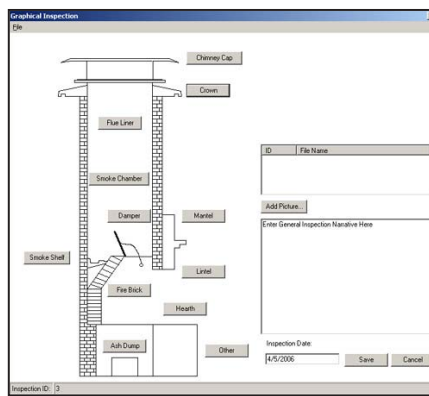 Graphical Inspection
File
Chimney Cap
Crown
Flue Liner
ID File Name
Smoke Chamber
Add Picture...
Damper
Mantel
Enter General Inspection Narrative Here
Smoke Shelf
Lintel
Fire Brick
Hearth
Ash Dump
Other
Inspection Date:
4/5/2006
Save
Cancel
Inspection ID: 3